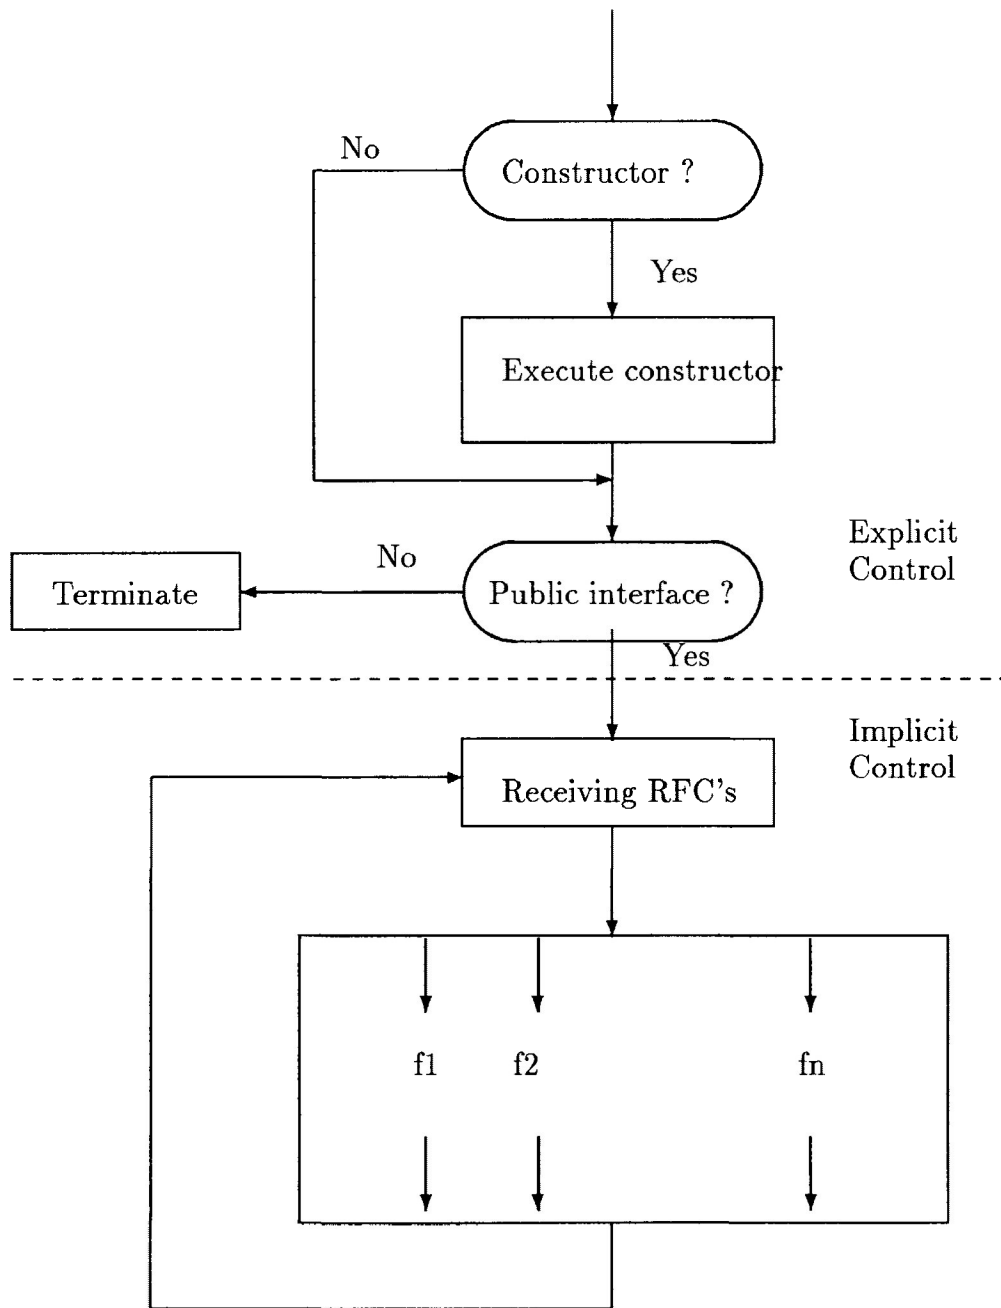 No
Constructor ?
Yes
Execute constructor
Explicit
Control
No
Terminate
Public interface ?
Yes
Implicit
Control
Receiving RFC's
f1
f2
fn